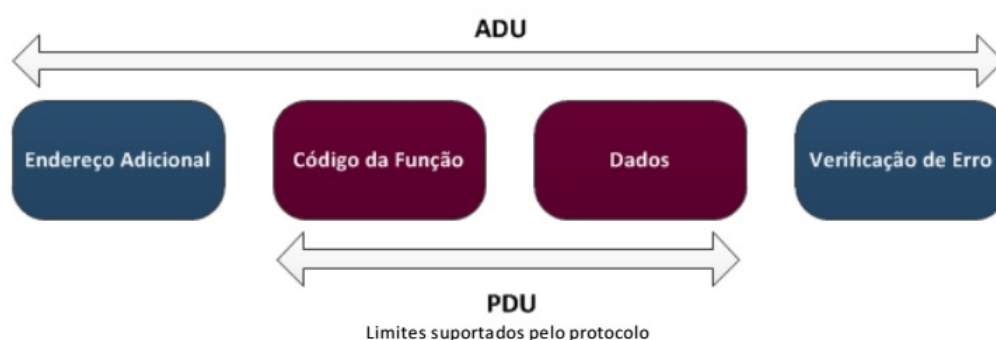 ADU
Endereço Adicional
Código da Função
Dados
Verificação de Erro
PDU
Limites suportados pelo protocolo